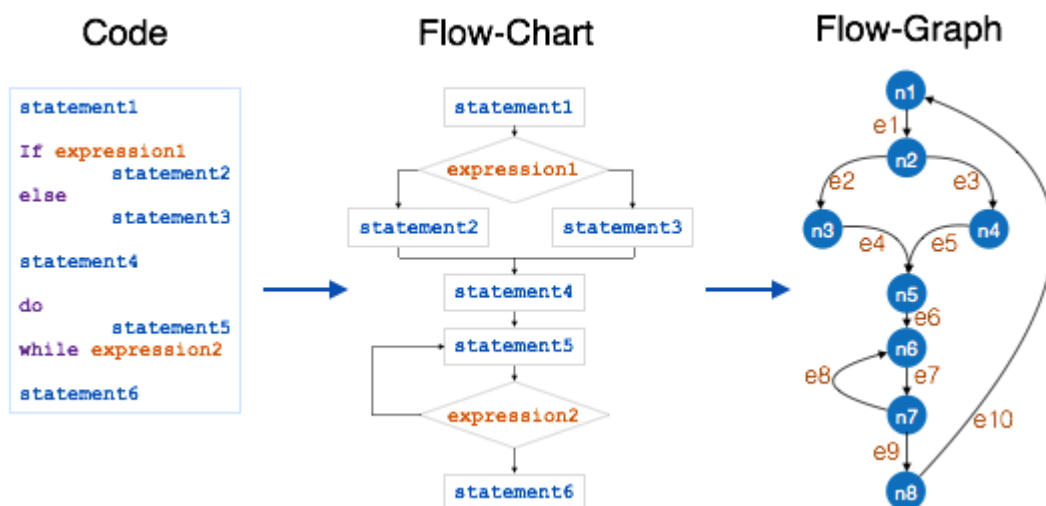 Code
statement1
If expression1
statement2
else
statement3
statement4
do
statement5
while expression2
statement6
Flow-Chart
statement1
expression1
statement2
statement3
statement4
statement5
expression2
statement6
Flow-Graph
n1
e1
n2
e2
e3
n3
n4
e4
e5
n5
e6
n6
e8
e7
n7
e9
e10
n8